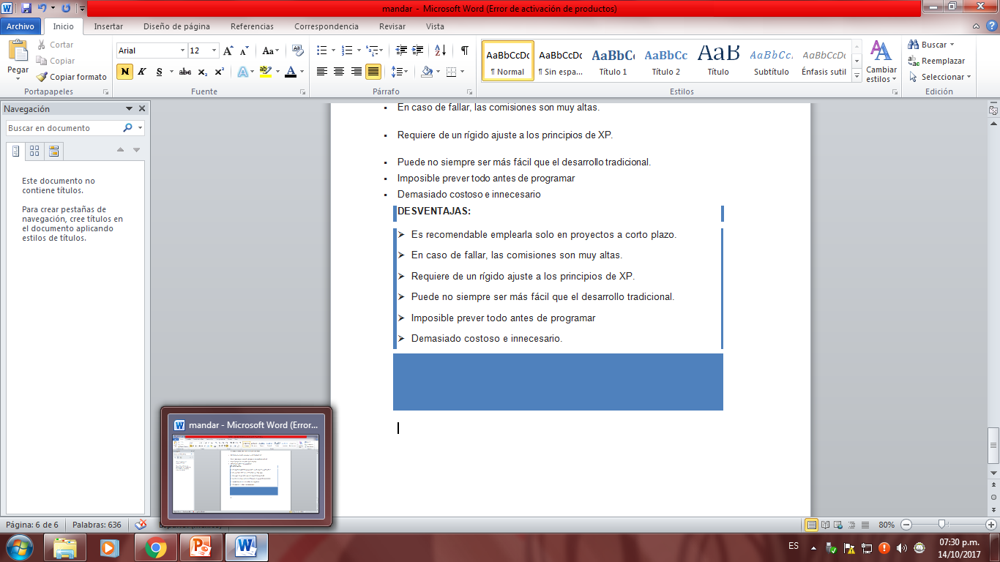 mandar - Microsoft Word (Error de activación de productos)
Archivo Inicio Insertar Diseño de página Referencias Correspondencia Revisar Vista
Pegar
Cortar
Copiar
Copiar formato
Portapapeles
Arial 12
Fuente
Párrafo
AaBbCcDc AaBbCcDc AaBbC AaBbCc AaB AaBbCc. AaBbCcDc
¶ Normal ¶ Sin espa... Título 1 Título 2 Título Subtítulo Énfasis sutil
Cambiar
estilos
Estilos
Buscar
Reemplazar
Seleccionar
Edición
Navegación
Buscar en documento
Este documento no
contiene títulos.
Para crear pestañas de
navegación, cree títulos en
el documento aplicando
estilos de títulos.
En caso de fallar, las comisiones son muy altas.
Requiere de un rígido ajuste a los principios de XP.
Puede no siempre ser más fácil que el desarrollo tradicional.
Imposible prever todo antes de programar
Demasiado costoso e innecesario
DESVENTAJAS:
Es recomendable emplearla solo en proyectos a corto plazo.
En caso de fallar, las comisiones son muy altas.
Requiere de un rígido ajuste a los principios de XP.
Puede no siempre ser más fácil que el desarrollo tradicional.
Imposible prever todo antes de programar
Demasiado costoso e innecesario.
mandar - Microsoft Word (Error...
Página: 6 de 6 Palabras: 636
80%
ES
07:30 p.m.
14/10/2017